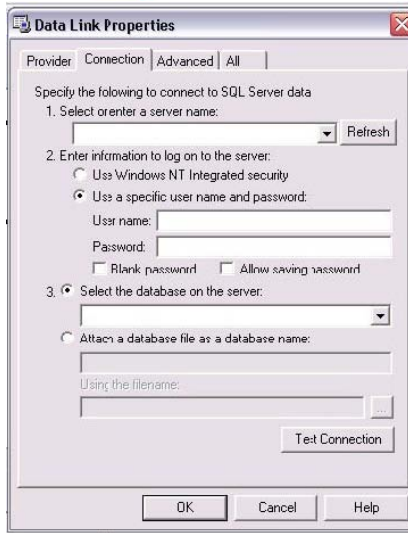 Data Link Properties
Provider Connection Advanced All
Specify the following to connect to SQL Server data
1. Select or enter a server name:
Refresh
2. Enter information to log on to the server:
Use Windows NT Integrated security
Use a specific user name and password:
User name:
Password:
Blank password Allow saving password
3. Select the database on the server:
Attach a database file as a database name:
Using the filename:
...
Test Connection
OK Cancel Help